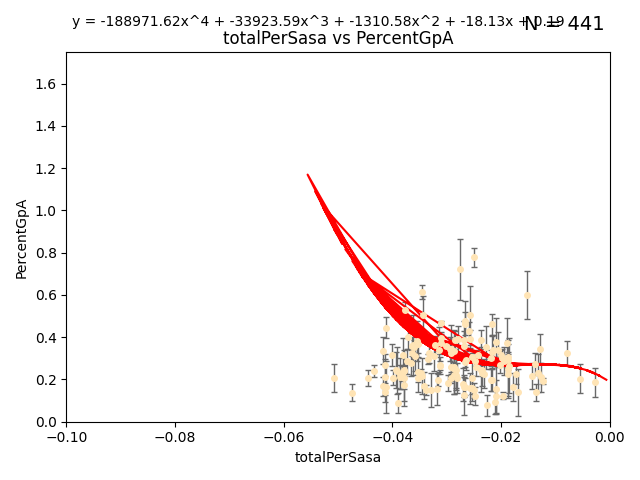 y = -188971.62x^4 + -33923.59x^3 + -1310.58x^2 + -18.13x + 0.19
N = 441
totalPerSasa vs PercentGpA
PercentGpA
1.6
1.4
1.2
1.0
0.8
0.6
0.4
0.2
0.0
−0.10 −0.08 −0.06 −0.04 −0.02 0.00
totalPerSasa